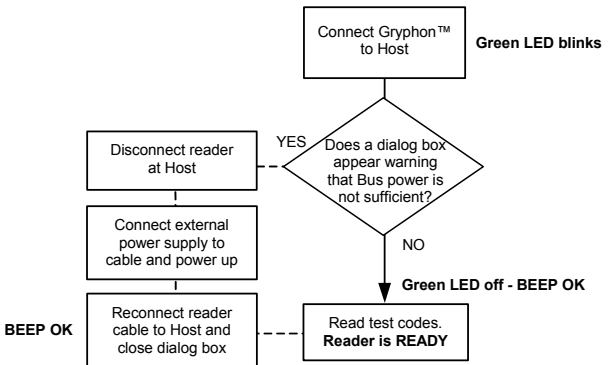 Connect Gryphon™
to Host
Green LED blinks
YES
Does a dialog box
appear warning
that Bus power is
not sufficient?
Disconnect reader
at Host
Connect external
power supply to
cable and power up
NO
Green LED off - BEEP OK
BEEP OK
Reconnect reader
cable to Host and
close dialog box
Read test codes.
Reader is READY